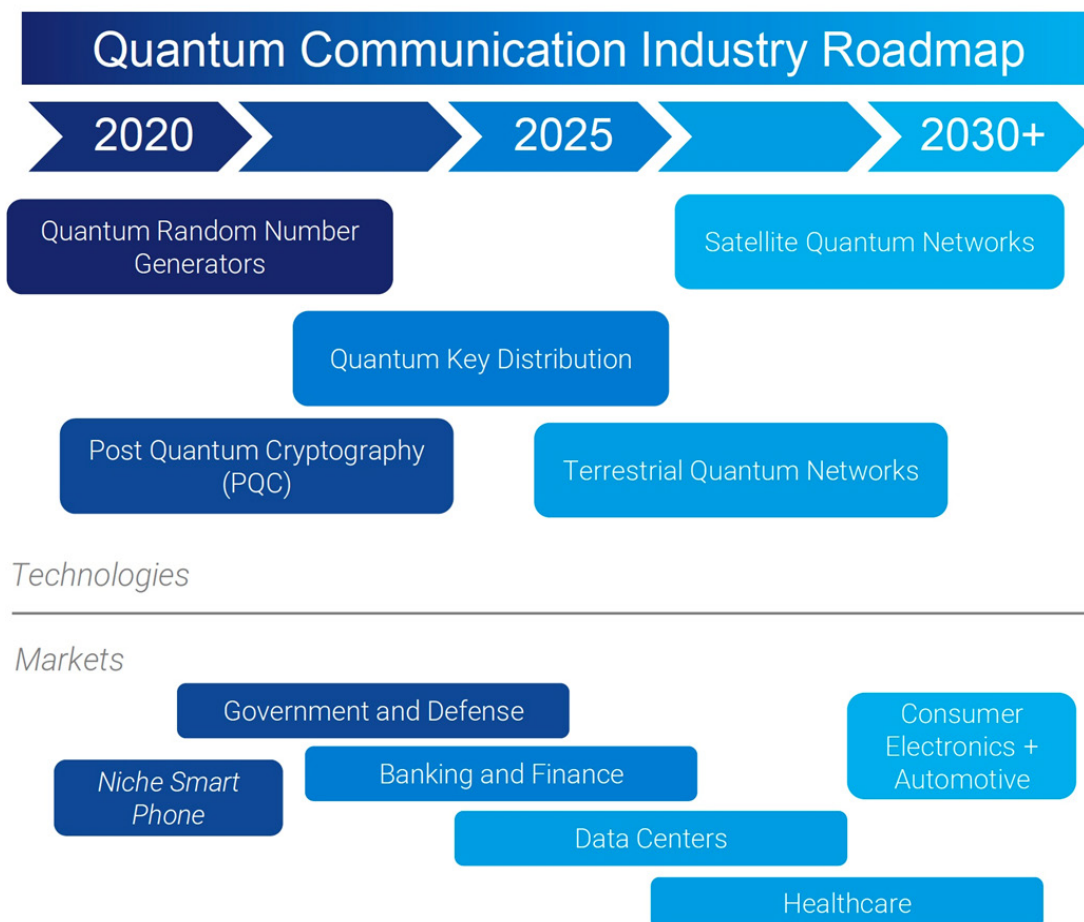 Quantum Communication Industry Roadmap
2020
2025
2030+
Quantum Random Number
Generators
Satellite Quantum Networks
Quantum Key Distribution
Post Quantum Cryptography
(PQC)
Terrestrial Quantum Networks
Technologies
Markets
Government and Defense
Consumer
Electronics +
Automotive
Banking and Finance
Niche Smart
Phone
Data Centers
Healthcare